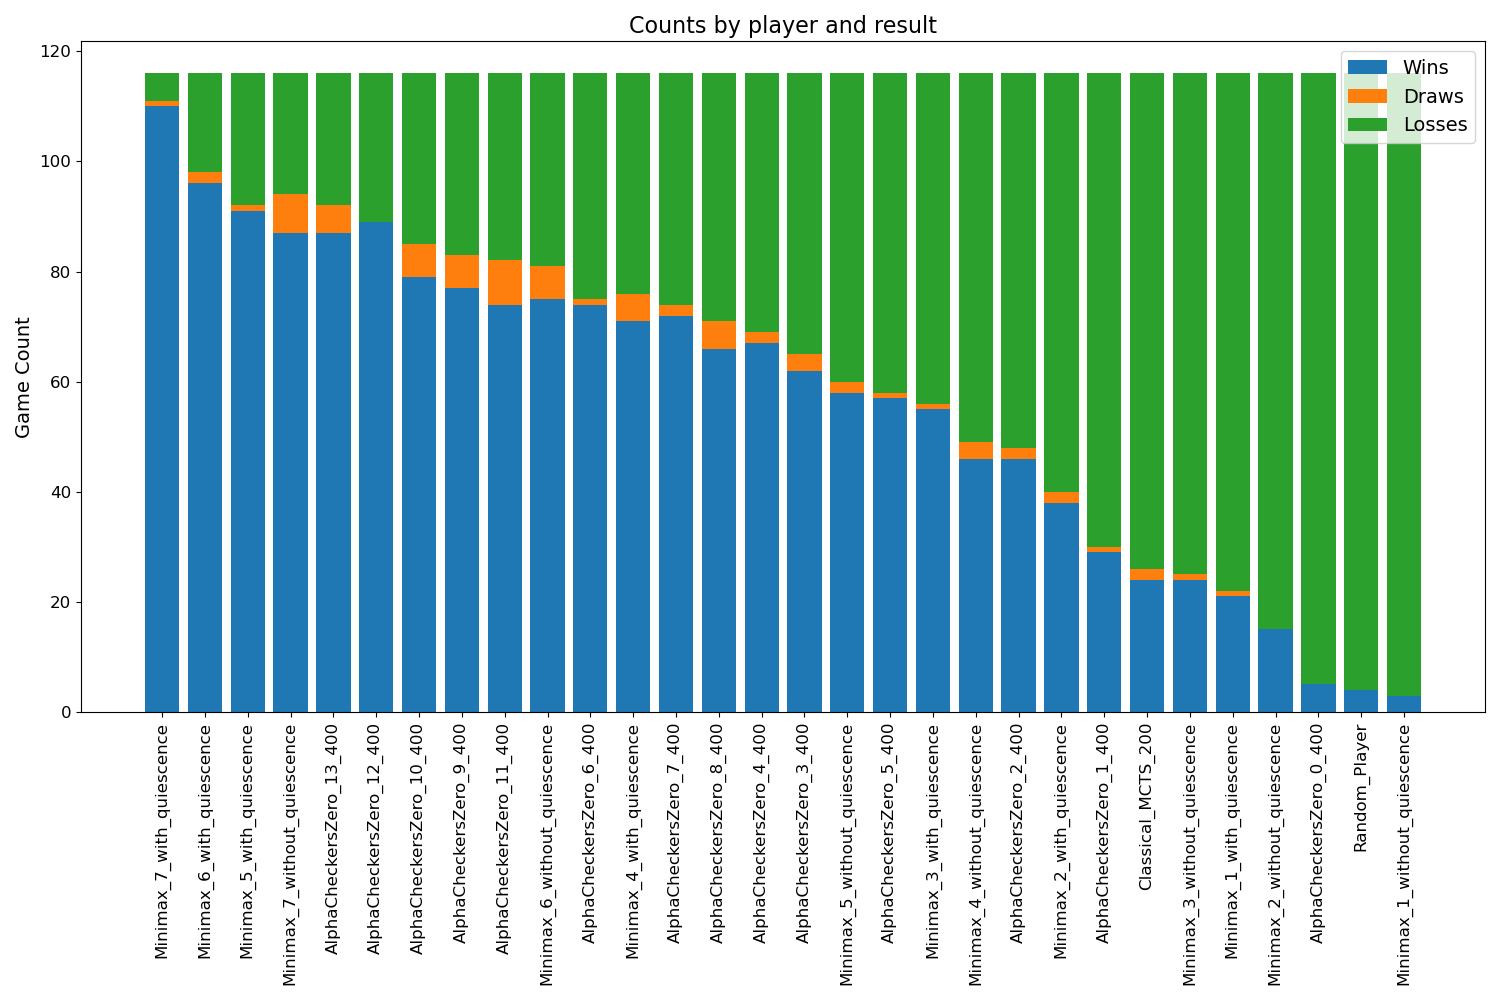 Counts by player and result
120
100
80
60
40
20
0
Game Count
Wins
Draws
Losses
Minimax_7_with_quiescence
Minimax_6_with_quiescence
Minimax_5_with_quiescence
Minimax_7_without_quiescence
AlphaCheckersZero_13_400
AlphaCheckersZero_12_400
AlphaCheckersZero_10_400
AlphaCheckersZero_9_400
AlphaCheckersZero_11_400
Minimax_6_without_quiescence
AlphaCheckersZero_6_400
Minimax_4_with_quiescence
AlphaCheckersZero_7_400
AlphaCheckersZero_8_400
AlphaCheckersZero_4_400
AlphaCheckersZero_3_400
Minimax_5_without_quiescence
AlphaCheckersZero_5_400
Minimax_3_with_quiescence
Minimax_4_without_quiescence
AlphaCheckersZero_2_400
Minimax_2_with_quiescence
AlphaCheckersZero_1_400
Classical_MCTS_200
Minimax_3_without_quiescence
Minimax_1_with_quiescence
Minimax_2_without_quiescence
AlphaCheckersZero_0_400
Random_Player
Minimax_1_without_quiescence